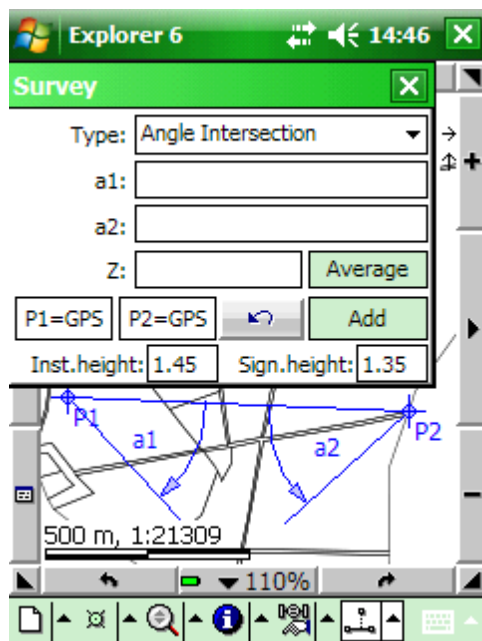 Explorer 6 14:46
Survey
Type: Angle Intersection
a1:
a2:
Z: Average
P1=GPS P2=GPS Add
Inst.height: 1.45 Sign.height: 1.35
P1 P2
a1 a2
500 m, 1:21309
110%